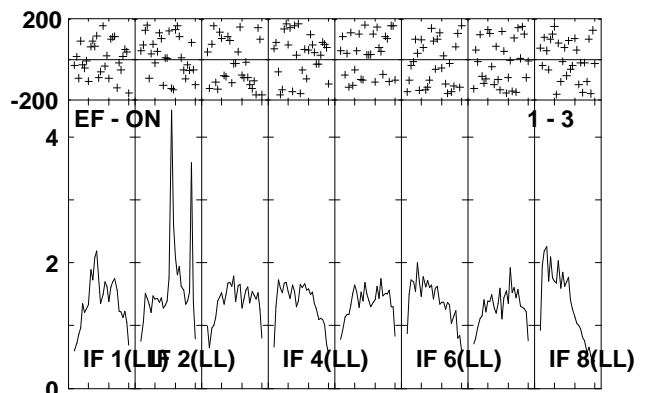 200
-200
EF - ON 1 - 3
4
2
IF 1(LL) IF 2(LL) IF 4(LL) IF 6(LL) IF 8(LL)
0